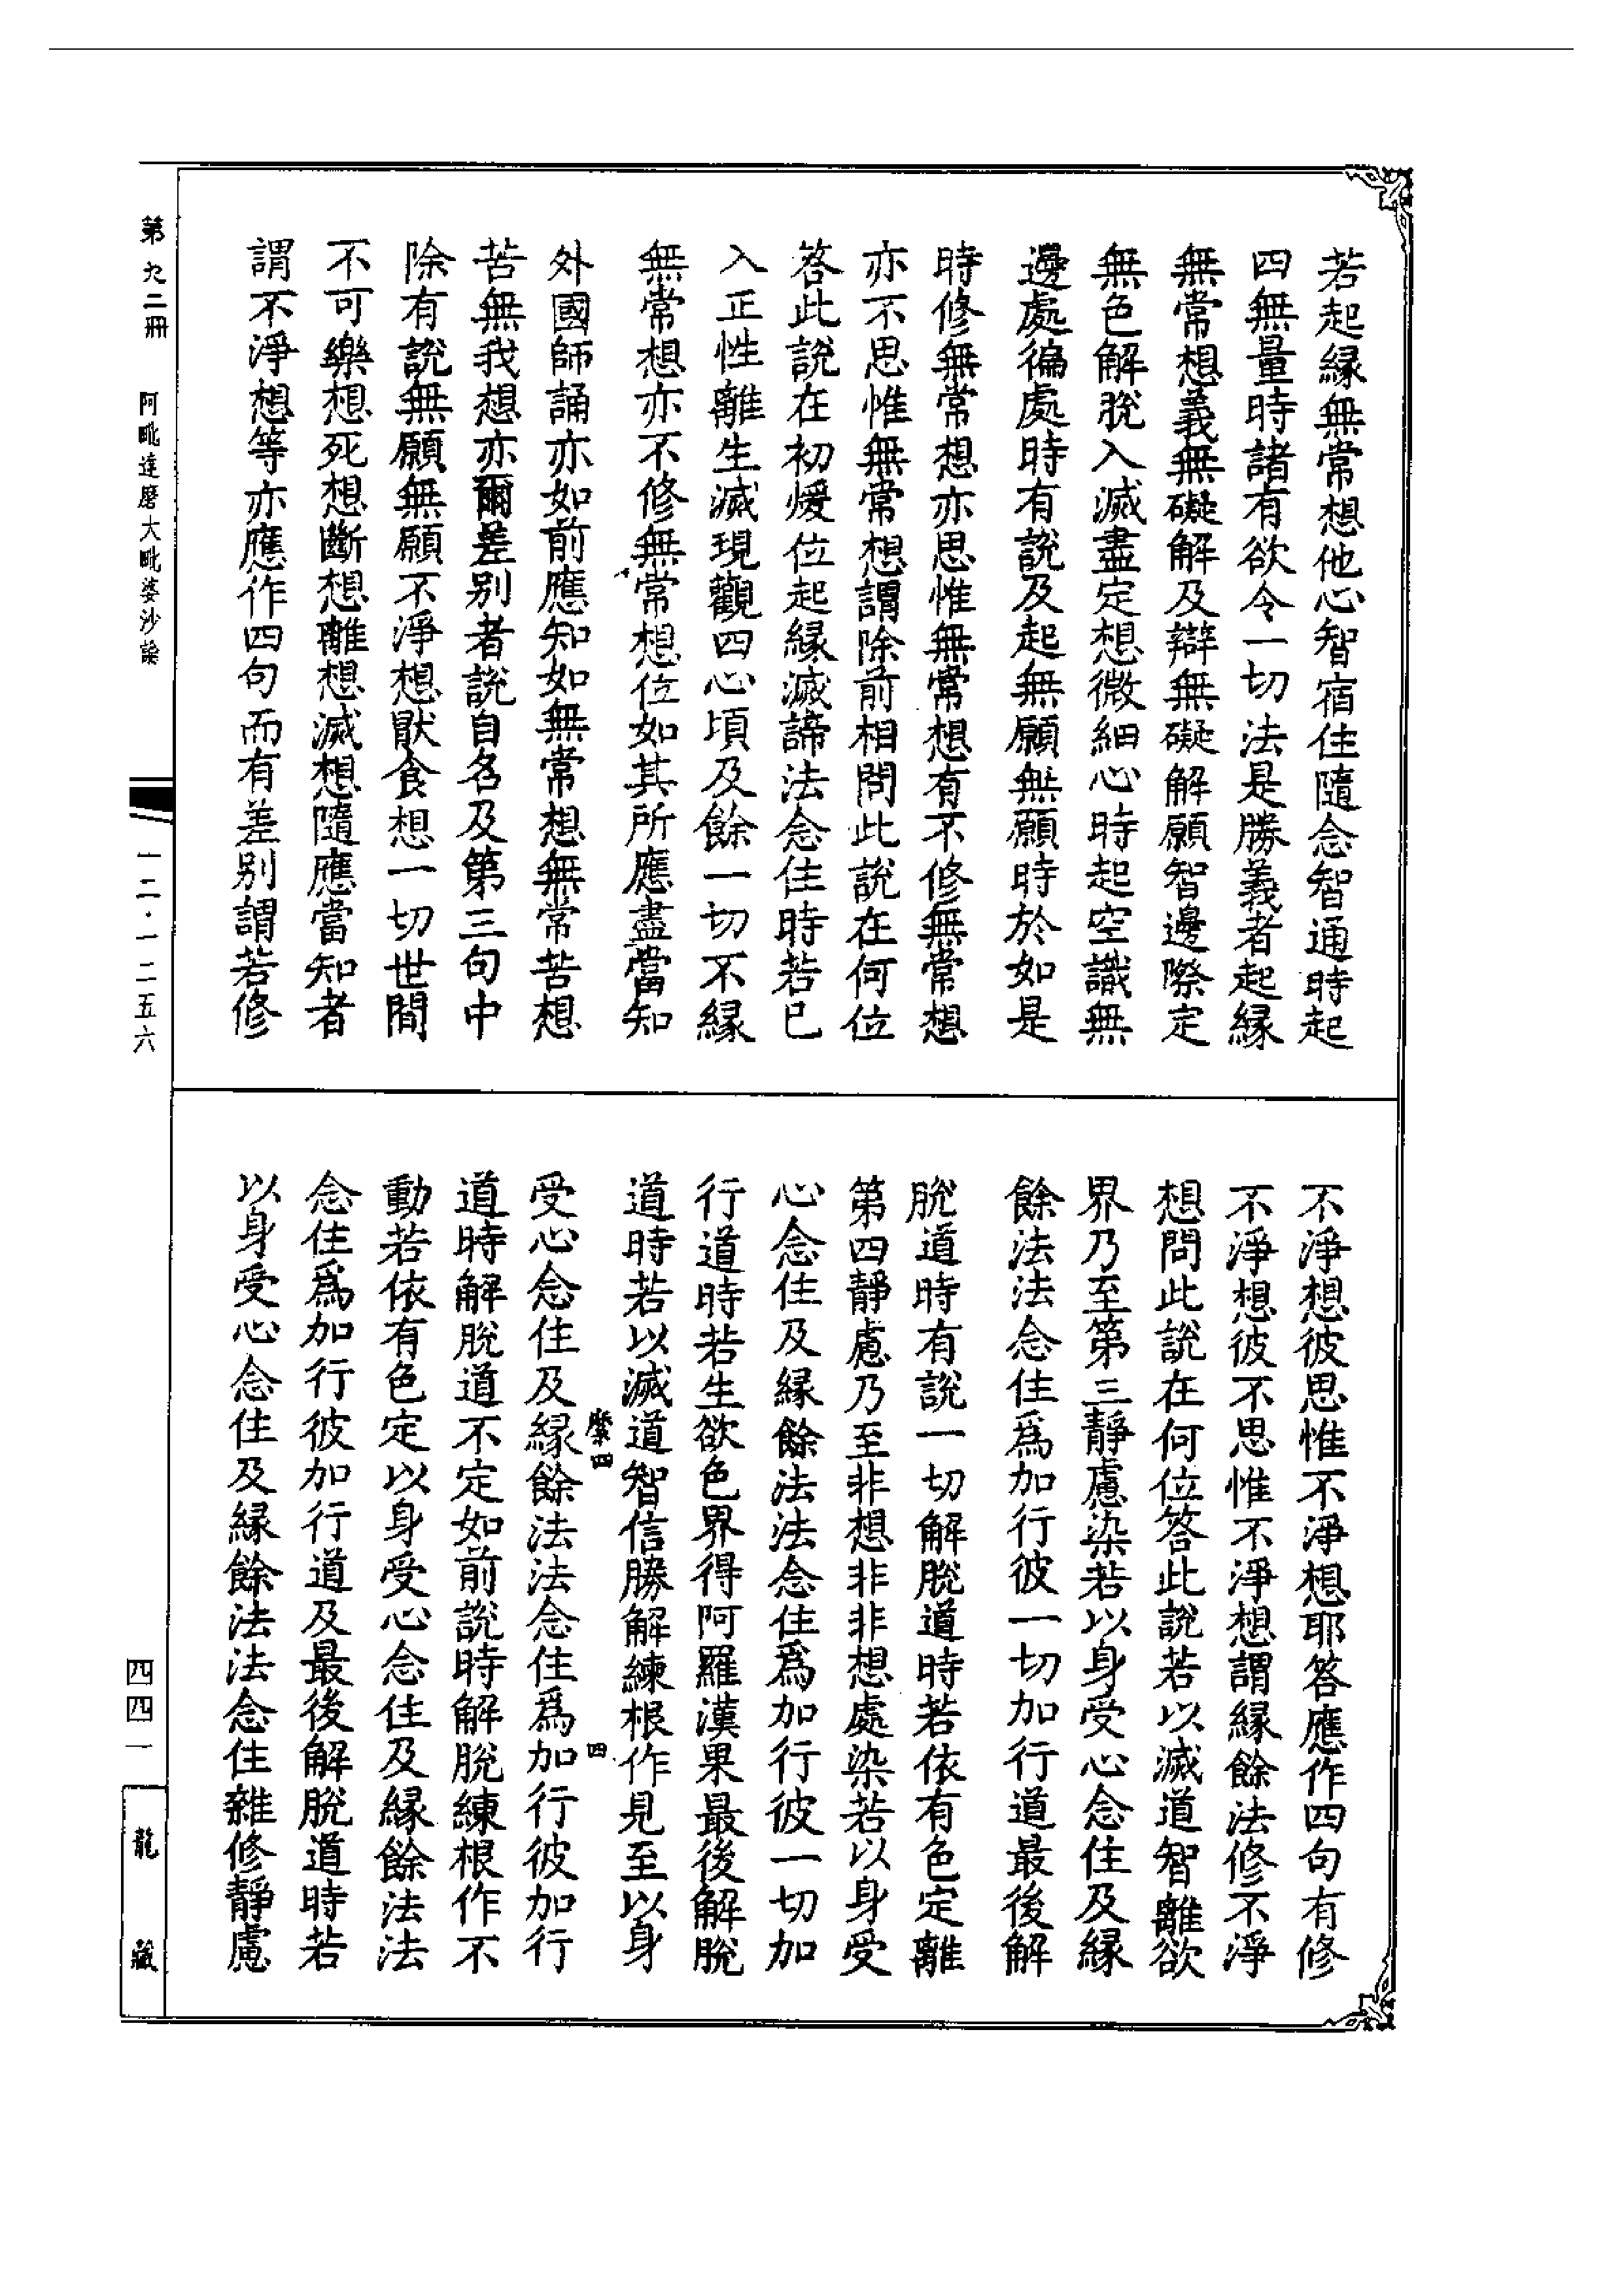 若起緣無常想他心智宿住隨念智通時起
四無量時諸有欲令一切法是勝義者起緣
無常想義無礙解及辯無礙解願智邊際定
無色解脫入滅盡定想微細心時起空識無
邊處徧處時有說及起無願無願時於如是
時修無常想亦思惟無常想有不修無常想
亦不思惟無常想謂除前相問此說在何位
答此說在初煖位起緣滅諦法念住時若已
入正性離生滅現觀四心頃及餘一切不緣
無常想亦不修無常想位如其所應盡當知
外國師誦亦如前應知如無常想無常苦想
苦無我想亦爾差別者說自名及第三句中
除有說無願無願不淨想厭食想一切世間
不可樂想死想斷想離想滅想隨應當知者
謂不淨想等亦應作四句而有差別謂若修
不淨想彼思惟不淨想耶答應作四句有修
不淨想彼不思惟不淨想謂緣餘法修不淨
想問此說在何位答此說若以滅道智離欲
界乃至第三靜慮染若以身受心念住及緣
餘法法念住爲加行彼一切加行道最後解
脫道時有說一切解脫道時若依有色定離
第四靜慮乃至非想非非想處染若以身受
心念住及緣餘法法念住爲加行彼一切加
行道時若生欲色界得阿羅漢果最後解脫
道時若以滅道智信勝解練根作見至以身
縻四
四
受心念住及緣餘法法念住爲加行彼加行
道時解脫道不定如前說時解脫練根作不
動若依有色定以身受心念住及緣餘法法
念住爲加行彼加行道及最後解脫道時若
以身受心念住及緣餘法法念住雜修靜慮
第九二冊
阿毗達磨大毗婆沙論
一二·一二五六
四四一
龍藏